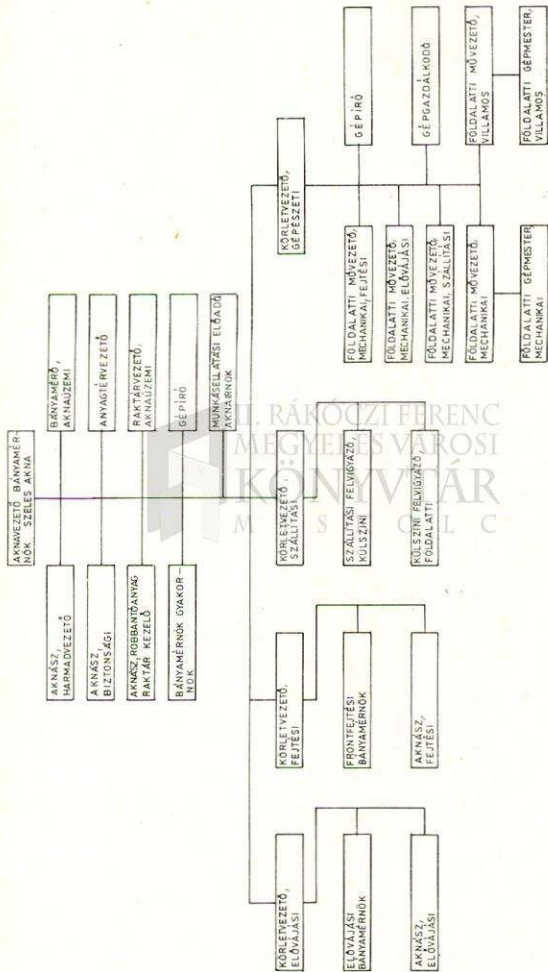 AKNAVEZETŐ BÁNYAMÉR-
NÖK SZELES AKNA
AKNÁSZ,
HARMADVEZETŐ
BÁNYAMÉRŐ,
AKNAÜZEMI
AKNÁSZ,
BIZTONSÁGI
ANYAGTÉRVEZETŐ
AKNÁSZ, ROBBANTÓANYAG
RAKTÁR KEZELŐ
RAKTÁRVEZETŐ,
AKNAÜZEMI
BÁNYAMÉRNÖK GYAKOR-
NOK
GÉPÍRÓ
MUNKÁSELLÁTÁSI ELŐADÓ
AKNAÍRNOK
KÖRLETVEZETŐ,
ELŐVÁJÁSI
ELŐVÁJÁSI
BÁNYAMÉRNÖK
AKNÁSZ,
ELŐVÁJÁSI
KÖRLETVEZETŐ,
FEJTÉSI
FRONTFEJTÉSI
BÁNYAMÉRNÖK
AKNÁSZ,
FEJTÉSI
KÖRLETVEZETŐ,
SZÁLLÍTÁSI
SZÁLLÍTÁSI FELVIGYÁZÓ,
KÜLSZÍNI
KÜLSZÍNI FELVIGYÁZÓ,
FÖLDALATTI
KÖRLETVEZETŐ,
GÉPÉSZETI
FÖLDALATTI MŰVEZETŐ,
MECHANIKAI, FEJTÉSI
GÉPÍRÓ
FÖLDALATTI MŰVEZETŐ,
MECHANIKAI, ELŐVÁJÁSI
GÉPGAZDÁLKODÓ
FÖLDALATTI MŰVEZETŐ,
MECHANIKAI, SZÁLLÍTÁSI
FÖLDALATTI MŰVEZETŐ,
MECHANIKAI
FÖLDALATTI MŰVEZETŐ,
VILLAMOS
FÖLDALATTI GÉPMESTER,
MECHANIKAI
FÖLDALATTI GÉPMESTER,
VILLAMOS
II. RÁKÓCZI FERENC
MEGYEI ÉS VÁROSI
KÖNYVTÁR
MISKOLC